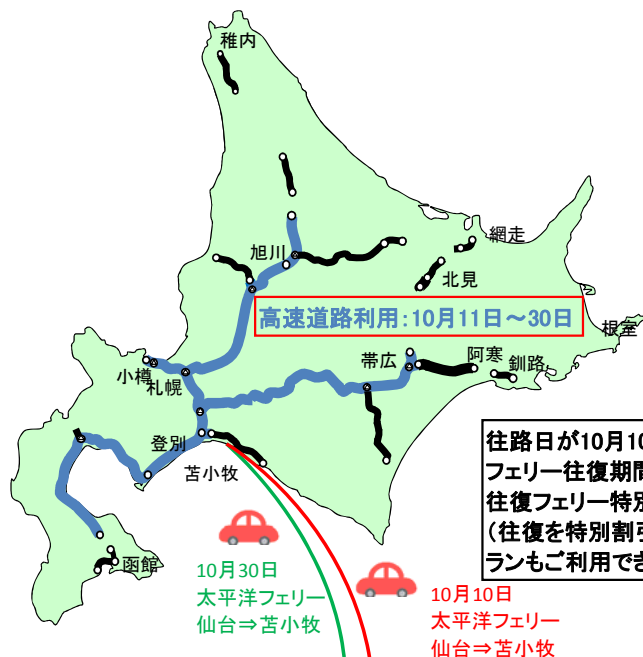 稚内
旭川
網走
北見
高速道路利用：10月11日～30日
根室
小樽
札幌
帯広
阿寒
釧路
登別
苫小牧
函館
往路日が10月10
フェリー往復期間
往復フェリー特別
（往復を特別割引
ランもご利用でき
10月30日
太平洋フェリー
仙台⇒苫小牧
10月10日
太平洋フェリー
仙台⇒苫小牧